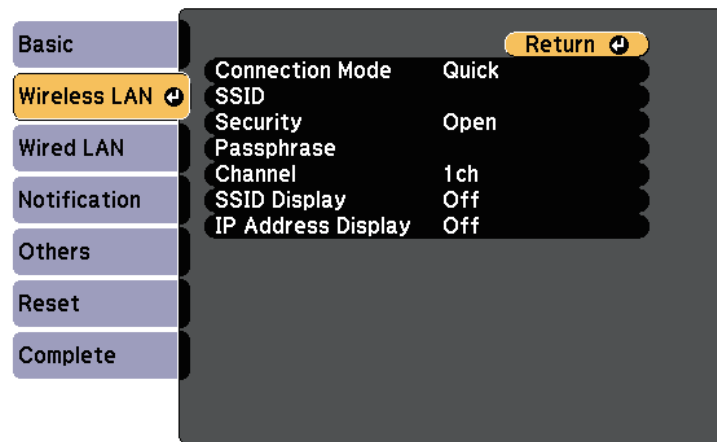 Basic
Wireless LAN
Wired LAN
Notification
Others
Reset
Complete
Return
Connection Mode Quick
SSID
Security Open
Passphrase
Channel 1ch
SSID Display Off
IP Address Display Off